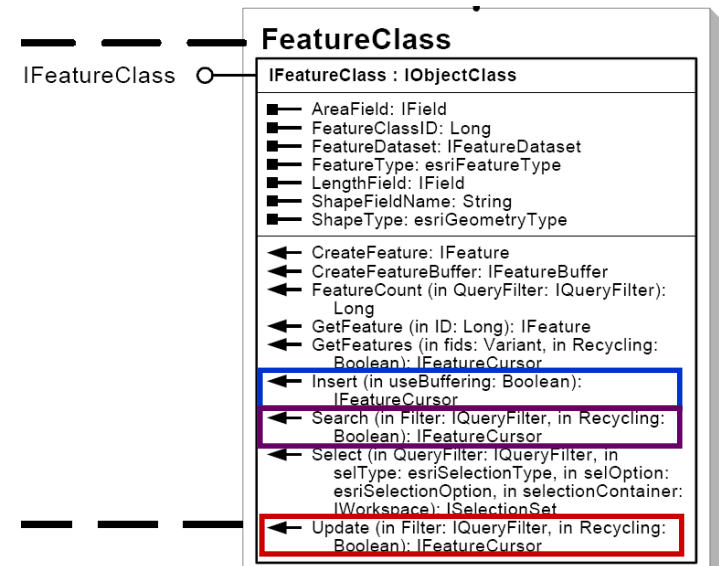 FeatureClass
IFeatureClass
IFeatureClass : IObjectClass
AreaField: IField
FeatureClassID: Long
FeatureDataset: IFeatureDataset
FeatureType: esriFeatureType
LengthField: IField
ShapeFieldName: String
ShapeType: esriGeometryType
CreateFeature: IFeature
CreateFeatureBuffer: IFeatureBuffer
FeatureCount (in QueryFilter: IQueryFilter):
Long
GetFeature (in ID: Long): IFeature
GetFeatures (in fids: Variant, in Recycling:
Boolean): IFeatureCursor
Insert (in useBuffering: Boolean):
IFeatureCursor
Search (in Filter: IQueryFilter, in Recycling:
Boolean): IFeatureCursor
Select (in QueryFilter: IQueryFilter, in
selType: esriSelectionType, in selOption:
esriSelectionOption, in selectionContainer:
IWorkspace): ISelectionSet
Update (in Filter: IQueryFilter, in Recycling:
Boolean): IFeatureCursor